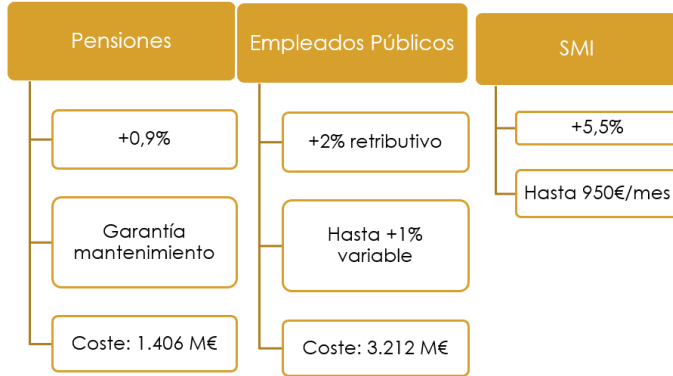 Pensiones
+0,9%
Garantía
mantenimiento
Coste: 1.406 M€
Empleados Públicos
+2% retributivo
Hasta +1%
variable
Coste: 3.212 M€
SMI
+5,5%
Hasta 950€/mes